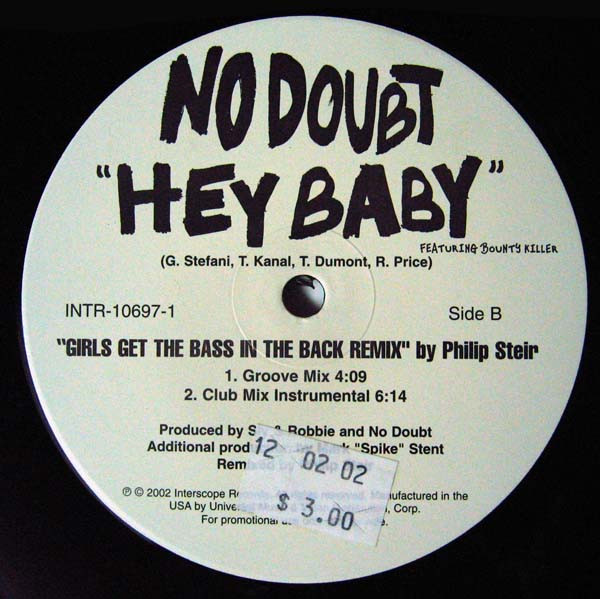 NO DOUBT
"HEY BABY"
FEATURING BOUNTY KILLER
(G. Stefani, T. Kanal, T. Dumont, R. Price)
INTR-10697-1
Side B
"GIRLS GET THE BASS IN THE BACK REMIX" by Philip Steir
1. Groove Mix 4:09
2. Club Mix Instrumental 6:14
Produced by & Robbie and No Doubt
Additional "Spike" Stent
12 02 02
$ 3.00
℗ © 2002 Interscope Manufactured in the
USA by Corp.
For promotional